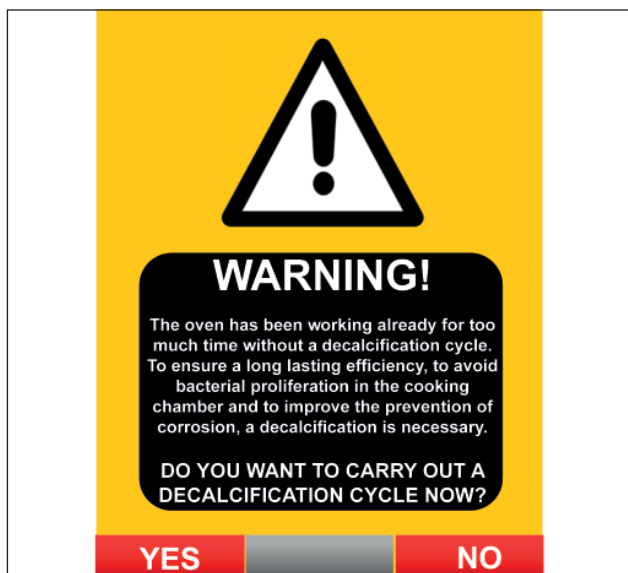 WARNING!
The oven has been working already for too
much time without a decalcification cycle.
To ensure a long lasting efficiency, to avoid
bacterial proliferation in the cooking
chamber and to improve the prevention of
corrosion, a decalcification is necessary.
DO YOU WANT TO CARRY OUT A
DECALCIFICATION CYCLE NOW?
YES NO